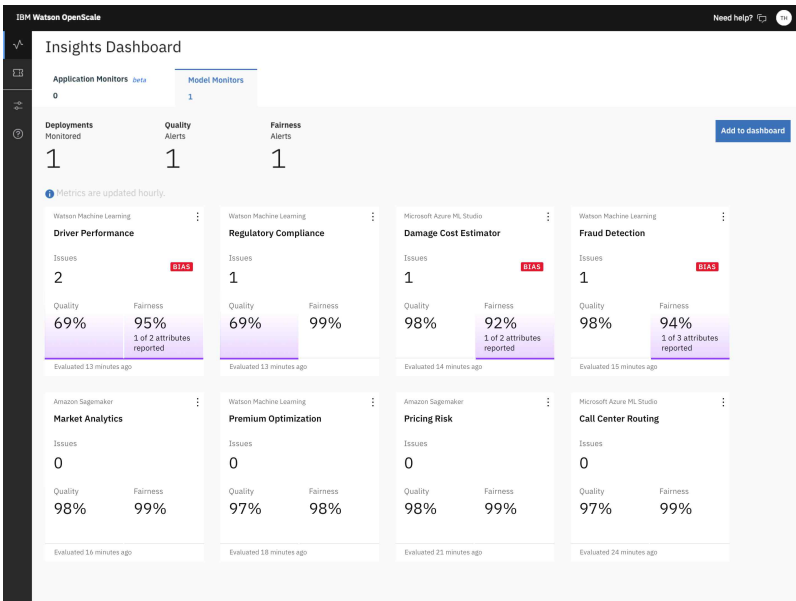 IBM Watson OpenScale
Need help?
TH
Insights Dashboard
Application Monitors beta
0
Model Monitors
1
Deployments
Monitored
1
Quality
Alerts
1
Fairness
Alerts
1
Add to dashboard
Metrics are updated hourly.
Watson Machine Learning
Driver Performance
Issues
2
BIAS
Quality
69%
Fairness
95%
1 of 2 attributes
reported
Evaluated 13 minutes ago
Watson Machine Learning
Regulatory Compliance
Issues
1
Quality
69%
Fairness
99%
Evaluated 13 minutes ago
Microsoft Azure ML Studio
Damage Cost Estimator
Issues
1
BIAS
Quality
98%
Fairness
92%
1 of 2 attributes
reported
Evaluated 14 minutes ago
Watson Machine Learning
Fraud Detection
Issues
1
BIAS
Quality
98%
Fairness
94%
1 of 3 attributes
reported
Evaluated 15 minutes ago
Amazon Sagemaker
Market Analytics
Issues
0
Quality
98%
Fairness
99%
Evaluated 16 minutes ago
Watson Machine Learning
Premium Optimization
Issues
0
Quality
97%
Fairness
98%
Evaluated 18 minutes ago
Amazon Sagemaker
Pricing Risk
Issues
0
Quality
98%
Fairness
99%
Evaluated 21 minutes ago
Microsoft Azure ML Studio
Call Center Routing
Issues
0
Quality
97%
Fairness
99%
Evaluated 24 minutes ago